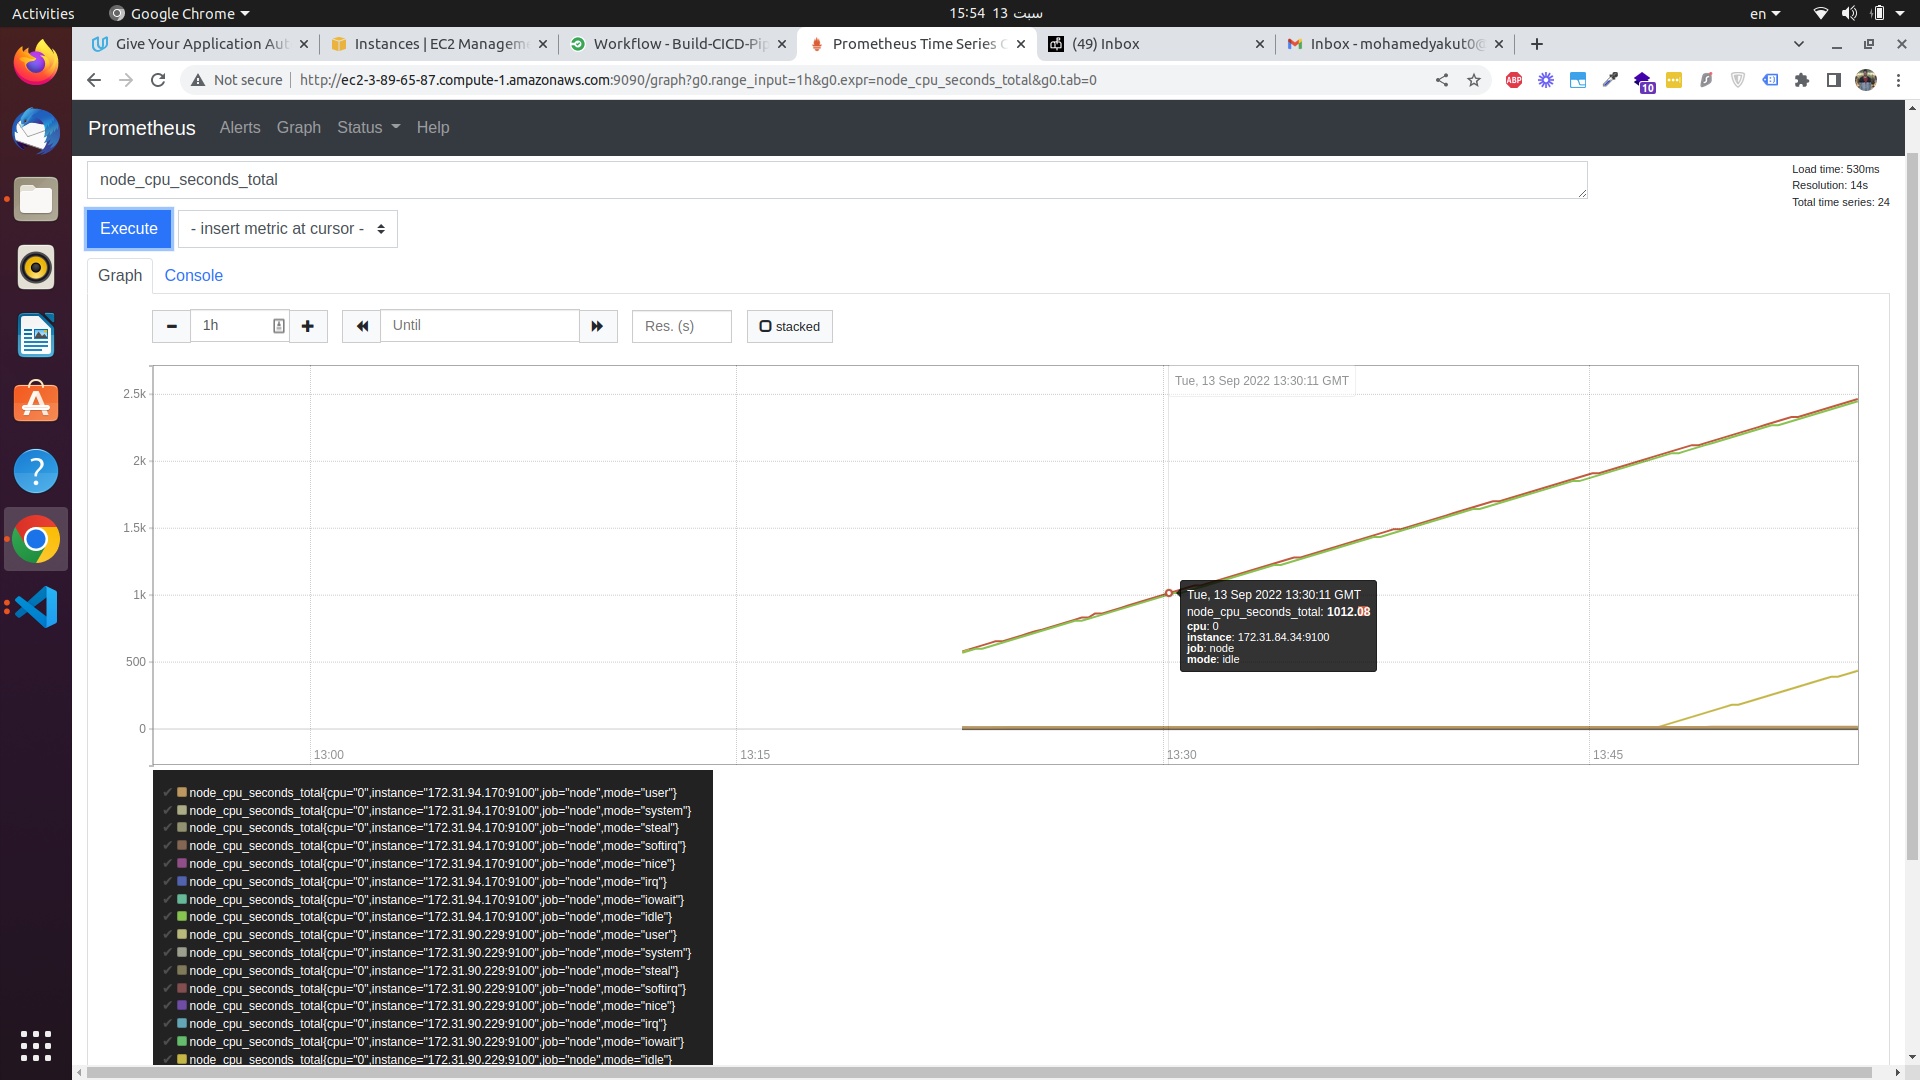 Activities
Google Chrome
15:54 13 سبت
en
Give Your Application Aut
Instances | EC2 Managem
Workflow - Build-CICD-Pip
Prometheus Time Series C
(49) Inbox
Inbox - mohamedyakut0@
Not secure
http://ec2-3-89-65-87.compute-1.amazonaws.com:9090/graph?g0.range_input=1h&g0.expr=node_cpu_seconds_total&g0.tab=0
ABP
10
Prometheus
Alerts
Graph
Status
Help
node_cpu_seconds_total
Load time: 530ms
Resolution: 14s
Total time series: 24
Execute
- insert metric at cursor -
Graph
Console
1h
Until
Res. (s)
stacked
Tue, 13 Sep 2022 13:30:11 GMT
2.5k
2k
1.5k
1k
500
0
Tue, 13 Sep 2022 13:30:11 GMT
node_cpu_seconds_total: 1012.08
cpu: 0
instance: 172.31.84.34:9100
job: node
mode: idle
13:00
13:15
13:30
13:45
node_cpu_seconds_total{cpu="0",instance="172.31.94.170:9100",job="node",mode="user"}
node_cpu_seconds_total{cpu="0",instance="172.31.94.170:9100",job="node",mode="system"}
node_cpu_seconds_total{cpu="0",instance="172.31.94.170:9100",job="node",mode="steal"}
node_cpu_seconds_total{cpu="0",instance="172.31.94.170:9100",job="node",mode="softirq"}
node_cpu_seconds_total{cpu="0",instance="172.31.94.170:9100",job="node",mode="nice"}
node_cpu_seconds_total{cpu="0",instance="172.31.94.170:9100",job="node",mode="irq"}
node_cpu_seconds_total{cpu="0",instance="172.31.94.170:9100",job="node",mode="iowait"}
node_cpu_seconds_total{cpu="0",instance="172.31.94.170:9100",job="node",mode="idle"}
node_cpu_seconds_total{cpu="0",instance="172.31.90.229:9100",job="node",mode="user"}
node_cpu_seconds_total{cpu="0",instance="172.31.90.229:9100",job="node",mode="system"}
node_cpu_seconds_total{cpu="0",instance="172.31.90.229:9100",job="node",mode="steal"}
node_cpu_seconds_total{cpu="0",instance="172.31.90.229:9100",job="node",mode="softirq"}
node_cpu_seconds_total{cpu="0",instance="172.31.90.229:9100",job="node",mode="nice"}
node_cpu_seconds_total{cpu="0",instance="172.31.90.229:9100",job="node",mode="irq"}
node_cpu_seconds_total{cpu="0",instance="172.31.90.229:9100",job="node",mode="iowait"}
node_cpu_seconds_total{cpu="0",instance="172.31.90.229:9100",job="node",mode="idle"}